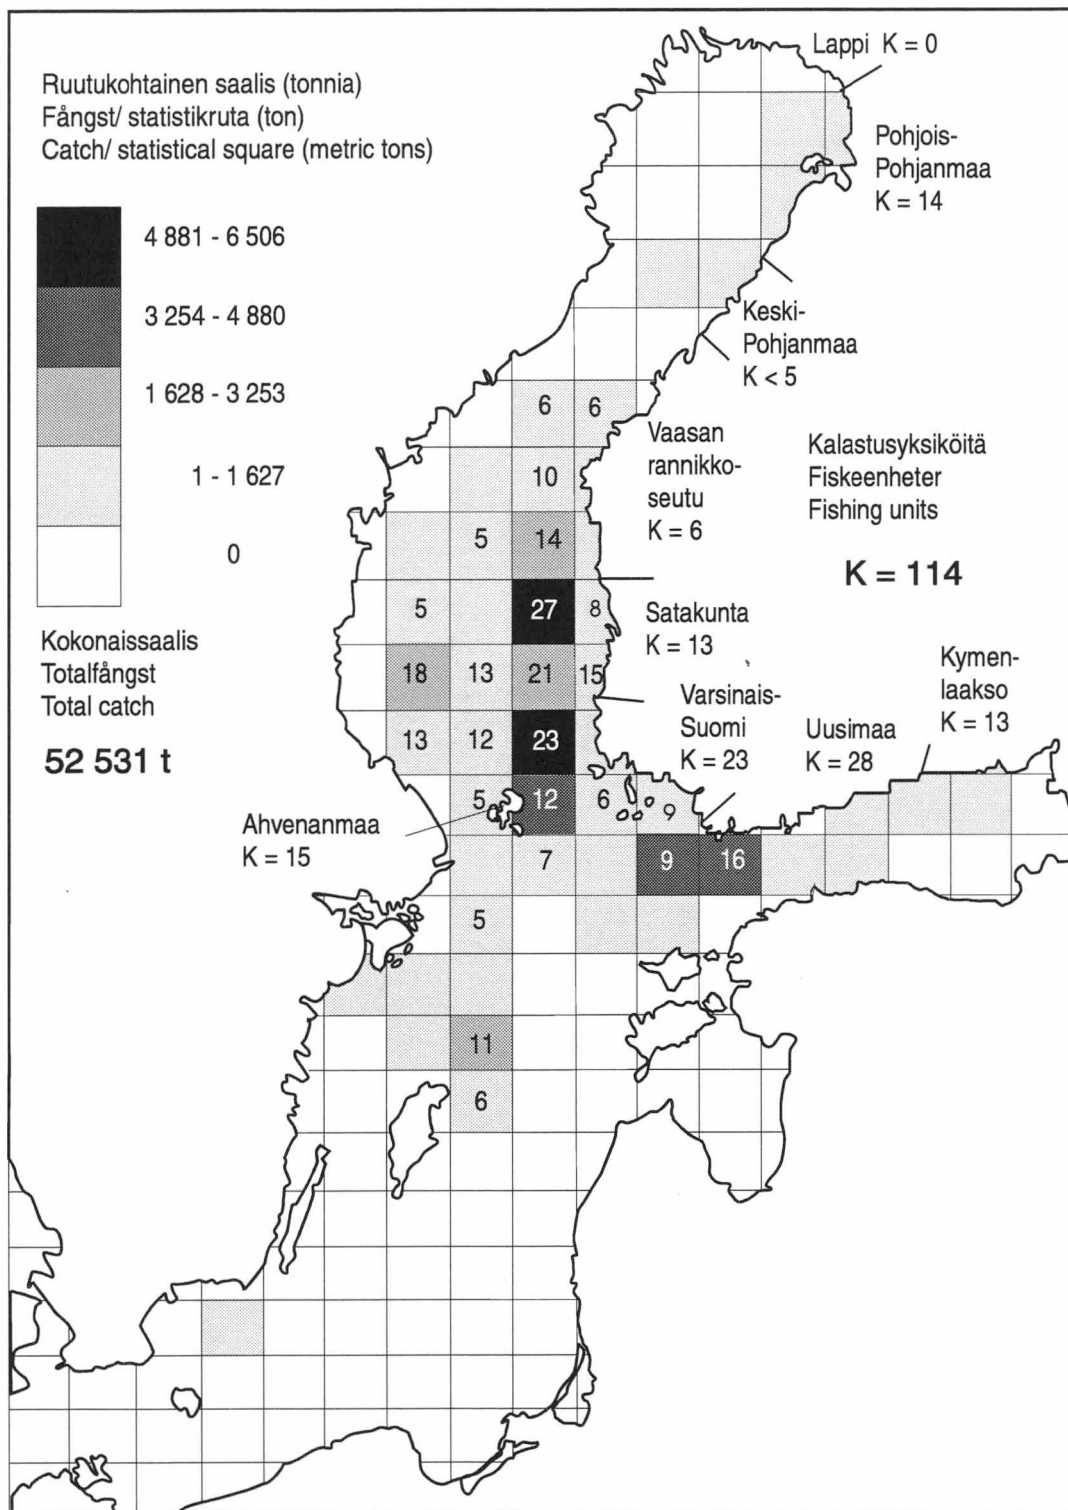 Ruutukohtainen saalis (tonnia)
Fångst/ statistikruta (ton)
Catch/ statistical square (metric tons)
4 881 - 6 506
3 254 - 4 880
1 628 - 3 253
1 - 1 627
0
Kokonaissaalis
Totalfångst
Total catch
52 531 t
Lappi K = 0
Pohjois-
Pohjanmaa
K = 14
Keski-
Pohjanmaa
K < 5
Vaasan
rannikko-
seutu
K = 6
Kalastusyksiköitä
Fiskeenheter
Fishing units
K = 114
Satakunta
K = 13
Varsinais-
Suomi
K = 23
Uusimaa
K = 28
Kymen-
laakso
K = 13
Ahvenanmaa
K = 15
6 6
10
5 14
5 27 8
18 13 21 15
13 12 23
5 12 6 9
7 9 16
5
11
6